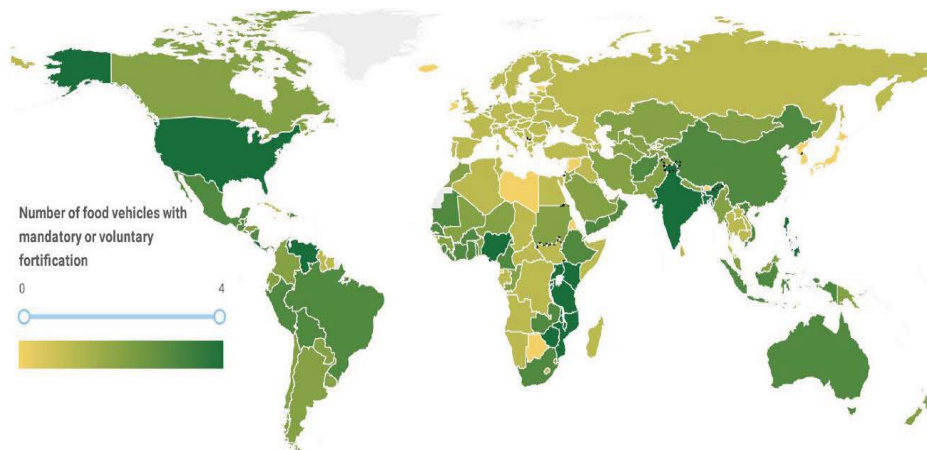 Number of food vehicles with
mandatory or voluntary
fortification
0 4